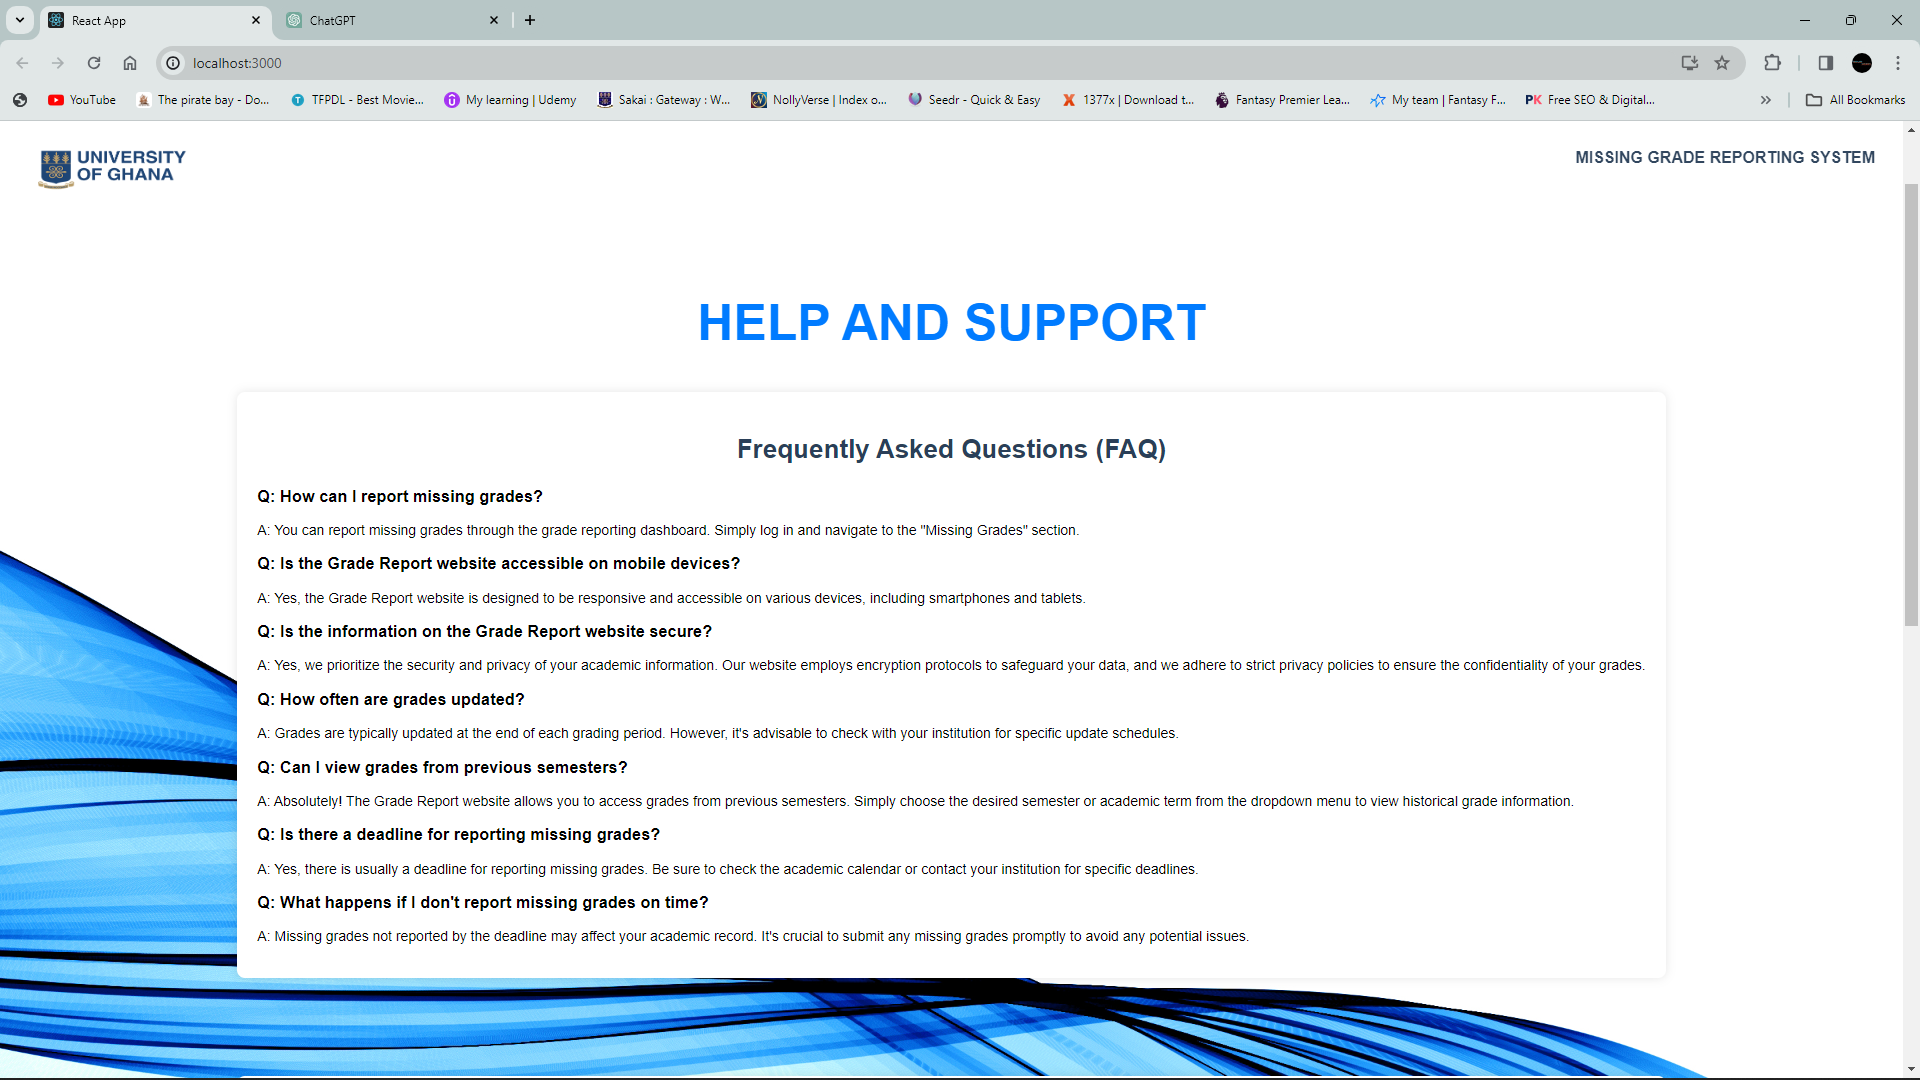 React App
ChatGPT
localhost:3000
YouTube
The pirate bay - Do...
TFPDL - Best Movie...
My learning | Udemy
Sakai : Gateway : W...
NollyVerse | Index o...
Seedr - Quick & Easy
1377x | Download t...
Fantasy Premier Lea...
My team | Fantasy F...
PK Free SEO & Digital...
All Bookmarks
UNIVERSITY
OF GHANA
MISSING GRADE REPORTING SYSTEM
HELP AND SUPPORT
Frequently Asked Questions (FAQ)
Q: How can I report missing grades?
A: You can report missing grades through the grade reporting dashboard. Simply log in and navigate to the "Missing Grades" section.
Q: Is the Grade Report website accessible on mobile devices?
A: Yes, the Grade Report website is designed to be responsive and accessible on various devices, including smartphones and tablets.
Q: Is the information on the Grade Report website secure?
A: Yes, we prioritize the security and privacy of your academic information. Our website employs encryption protocols to safeguard your data, and we adhere to strict privacy policies to ensure the confidentiality of your grades.
Q: How often are grades updated?
A: Grades are typically updated at the end of each grading period. However, it's advisable to check with your institution for specific update schedules.
Q: Can I view grades from previous semesters?
A: Absolutely! The Grade Report website allows you to access grades from previous semesters. Simply choose the desired semester or academic term from the dropdown menu to view historical grade information.
Q: Is there a deadline for reporting missing grades?
A: Yes, there is usually a deadline for reporting missing grades. Be sure to check the academic calendar or contact your institution for specific deadlines.
Q: What happens if I don't report missing grades on time?
A: Missing grades not reported by the deadline may affect your academic record. It's crucial to submit any missing grades promptly to avoid any potential issues.